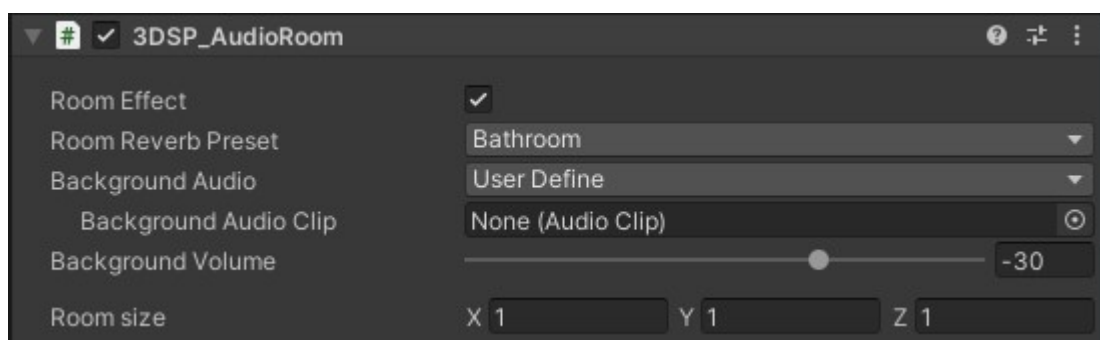 3DSP_AudioRoom
Room Effect
Room Reverb Preset Bathroom
Background Audio User Define
Background Audio Clip None (Audio Clip)
Background Volume -30
Room size X 1 Y 1 Z 1